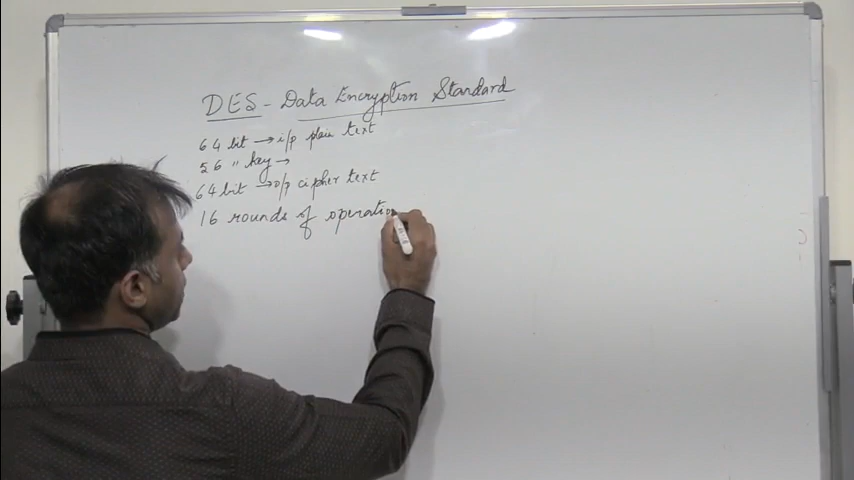 DES - Data Encryption Standard
64 bit → i/p plain text
56 " key →
64 bit → o/p cipher text
16 rounds of operation